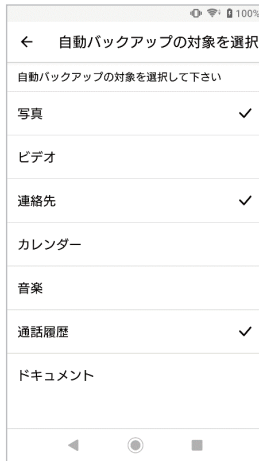 100%
自動バックアップの対象を選択
自動バックアップの対象を選択して下さい
写真
ビデオ
連絡先
カレンダー
音楽
通話履歴
ドキュメント